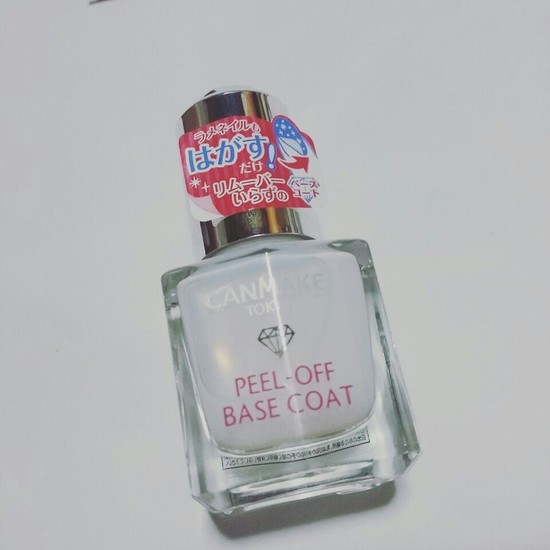 ラメネイルも
はがす!
だけ
リムーバー
いらずの
ベース
コート
CANMAKE
TOKYO
PEEL-OFF
BASE COAT